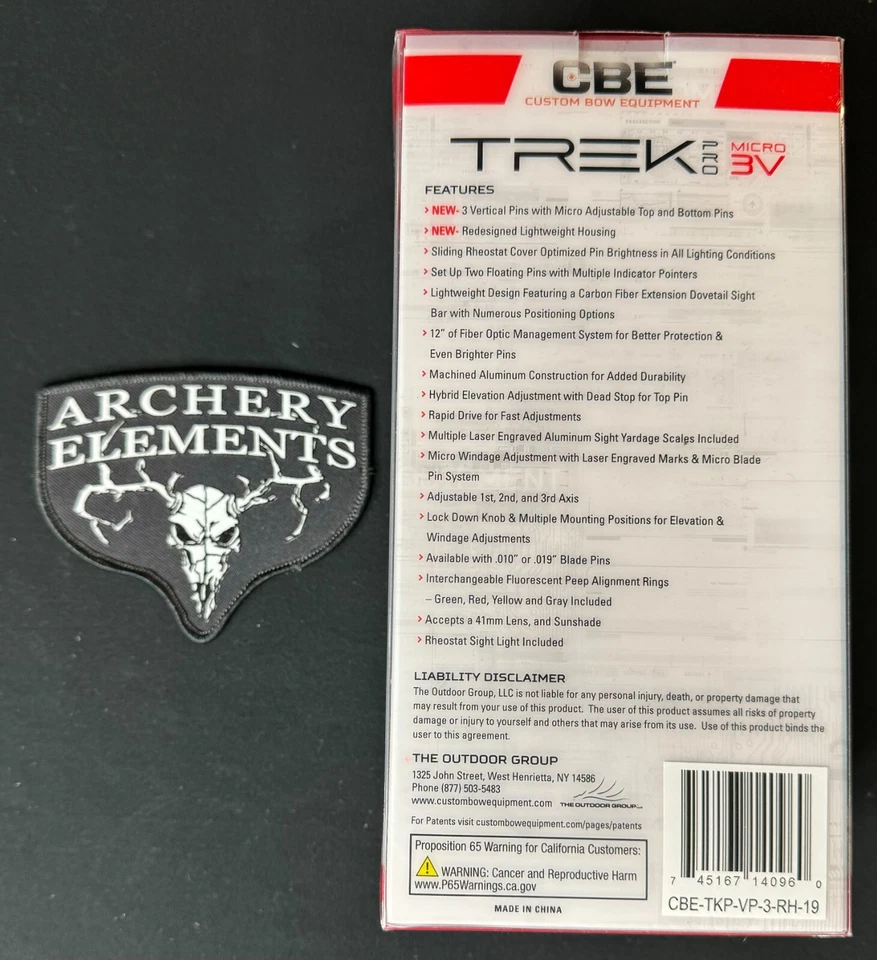 ARCHERY
ELEMENTS
CBE
CUSTOM BOW EQUIPMENT
TREK PRO MICRO 3V
FEATURES
› NEW- 3 Vertical Pins with Micro Adjustable Top and Bottom Pins
› NEW- Redesigned Lightweight Housing
› Sliding Rheostat Cover Optimized Pin Brightness in All Lighting Conditions
› Set Up Two Floating Pins with Multiple Indicator Pointers
› Lightweight Design Featuring a Carbon Fiber Extension Dovetail Sight
Bar with Numerous Positioning Options
› 12" of Fiber Optic Management System for Better Protection &
Even Brighter Pins
› Machined Aluminum Construction for Added Durability
› Hybrid Elevation Adjustment with Dead Stop for Top Pin
› Rapid Drive for Fast Adjustments
› Multiple Laser Engraved Aluminum Sight Yardage Scales Included
› Micro Windage Adjustment with Laser Engraved Marks & Micro Blade
Pin System
› Adjustable 1st, 2nd, and 3rd Axis
› Lock Down Knob & Multiple Mounting Positions for Elevation &
Windage Adjustments
› Available with .010" or .019" Blade Pins
› Interchangeable Fluorescent Peep Alignment Rings
– Green, Red, Yellow and Gray Included
› Accepts a 41mm Lens, and Sunshade
› Rheostat Sight Light Included
LIABILITY DISCLAIMER
The Outdoor Group, LLC is not liable for any personal injury, death, or property damage that
may result from your use of this product. The user of this product assumes all risks of property
damage or injury to yourself and others that may arise from its use. Use of this product binds the
user to this agreement.
THE OUTDOOR GROUP
1325 John Street, West Henrietta, NY 14586
Phone (877) 503-5483
www.custombowequipment.com
THE OUTDOOR GROUP LLC
For Patents visit custombowequipment.com/pages/patents
Proposition 65 Warning for California Customers:
WARNING: Cancer and Reproductive Harm
www.P65Warnings.ca.gov
MADE IN CHINA
7 45167 14096 0
CBE-TKP-VP-3-RH-19